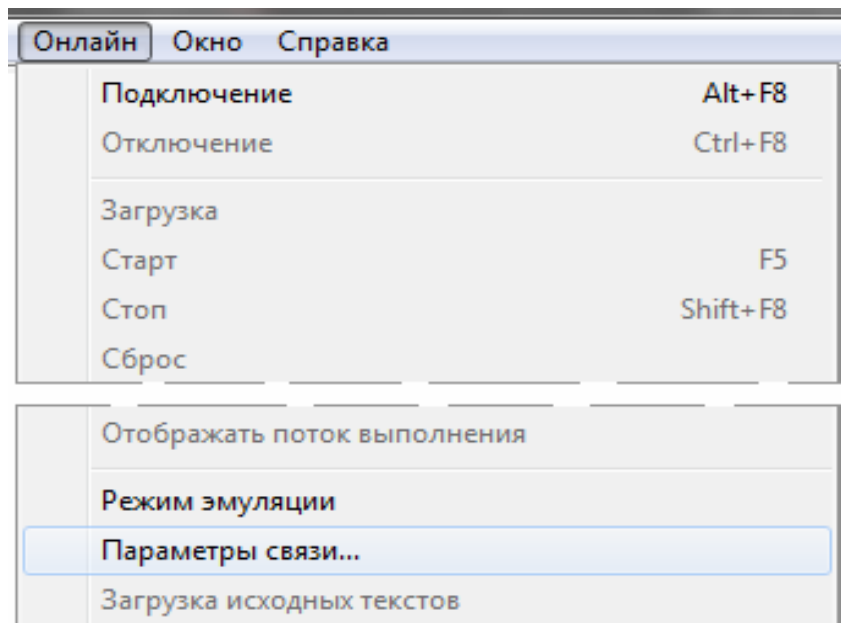 Онлайн Окно Справка
Подключение Alt+F8
Отключение Ctrl+F8
Загрузка
Старт F5
Стоп Shift+F8
Сброс
Отображать поток выполнения
Режим эмуляции
Параметры связи...
Загрузка исходных текстов